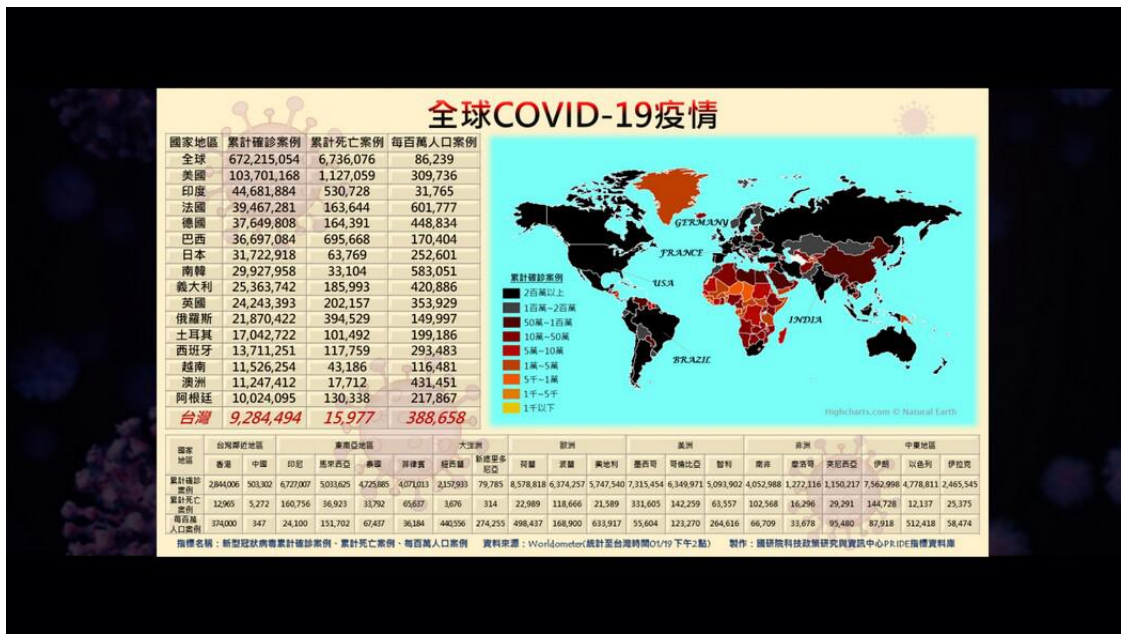 全球COVID-19疫情
國家地區 累計確診案例 累計死亡案例 每百萬人口案例
全球 672,215,054 6,736,076 86,239
美國 103,701,168 1,127,059 309,736
印度 44,681,884 530,728 31,765
法國 39,467,281 163,644 601,777
德國 37,649,808 164,391 448,834
巴西 36,697,084 695,668 170,404
日本 31,722,918 63,769 252,601
南韓 29,927,958 33,104 583,051
義大利 25,363,742 185,993 420,886
英國 24,243,393 202,157 353,929
俄羅斯 21,870,422 394,529 149,997
土耳其 17,042,722 101,492 199,186
西班牙 13,711,251 117,759 293,483
越南 11,526,254 43,186 116,481
澳洲 11,247,412 17,712 431,451
阿根廷 10,024,095 130,338 217,867
台灣 9,284,494 15,977 388,658
GERMANY
FRANCE
USA
INDIA
BRAZIL
累計確診案例
2百萬以上
1百萬~2百萬
50萬~1百萬
10萬~50萬
5萬~10萬
1萬~5萬
5千~1萬
1千~5千
1千以下
Highcharts.com © Natural Earth
國家地區 台灣鄰近地區 東南亞地區 大洋洲 歐洲 美洲 非洲 中東地區
香港 中國 印尼 馬來西亞 泰國 菲律賓 紐西蘭 新喀里多尼亞 荷蘭 波蘭 奧地利 墨西哥 哥倫比亞 智利 南非 摩洛哥 突尼西亞 伊朗 以色列 伊拉克
累計確診案例 2,844,006 503,302 6,727,007 5,033,625 4,725,885 4,071,013 2,157,933 79,785 8,578,818 6,374,257 5,747,540 7,315,454 6,349,971 5,093,902 4,052,988 1,272,116 1,150,217 7,562,998 4,778,811 2,465,545
累計死亡案例 12,965 5,272 160,756 36,923 33,792 65,637 3,676 314 22,989 118,666 21,589 331,605 142,259 63,557 102,568 16,296 29,291 144,728 12,137 25,375
每百萬人口案例 374,000 347 24,100 151,702 67,437 36,184 440,556 274,255 498,437 168,900 633,917 55,604 123,270 264,616 66,709 33,678 95,480 87,918 512,418 58,474
指標名稱：新型冠狀病毒累計確診案例、累計死亡案例、每百萬人口案例 資料來源：Worldometer(統計至台灣時間01/19下午2點) 製作：國研院科技政策研究與資訊中心PRIDE指標資料庫